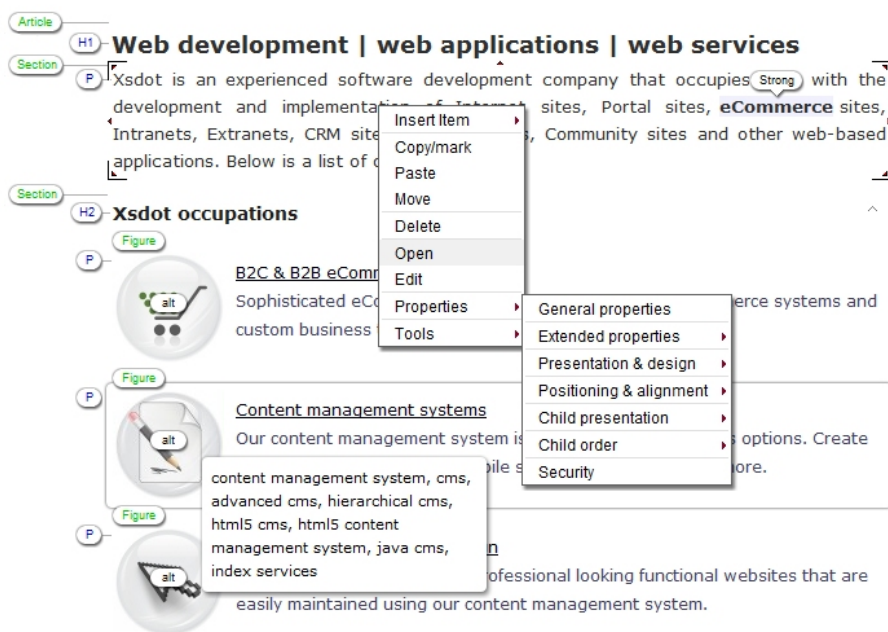 Article
H1 Web development | web applications | web services
Section
P Xsdot is an experienced software development company that occupies Strong with the
development and implementation of Internet sites, Portal sites, eCommerce sites,
Intranets, Extranets, CRM site s, Community sites and other web-based
applications. Below is a list of
Section
H2 Xsdot occupations
Insert Item
Copy/mark
Paste
Move
Delete
Open
Edit
Properties
Tools
General properties
Extended properties
Presentation & design
Positioning & alignment
Child presentation
Child order
Security
Figure
P
alt
B2C & B2B eComm
Sophisticated eCo erce systems and
custom business
Figure
P
alt
Content management systems
Our content management system is s options. Create
bile s ore.
content management system, cms,
advanced cms, hierarchical cms,
html5 cms, html5 content
management system, java cms,
index services
Figure
P
alt
n
ofessional looking functional websites that are
easily maintained using our content management system.